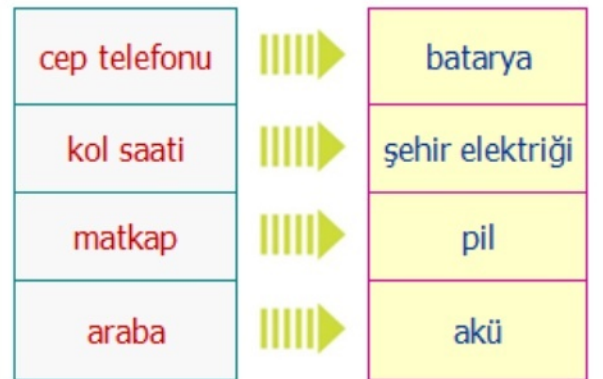 cep telefonu batarya
kol saati şehir elektriği
matkap pil
araba akü